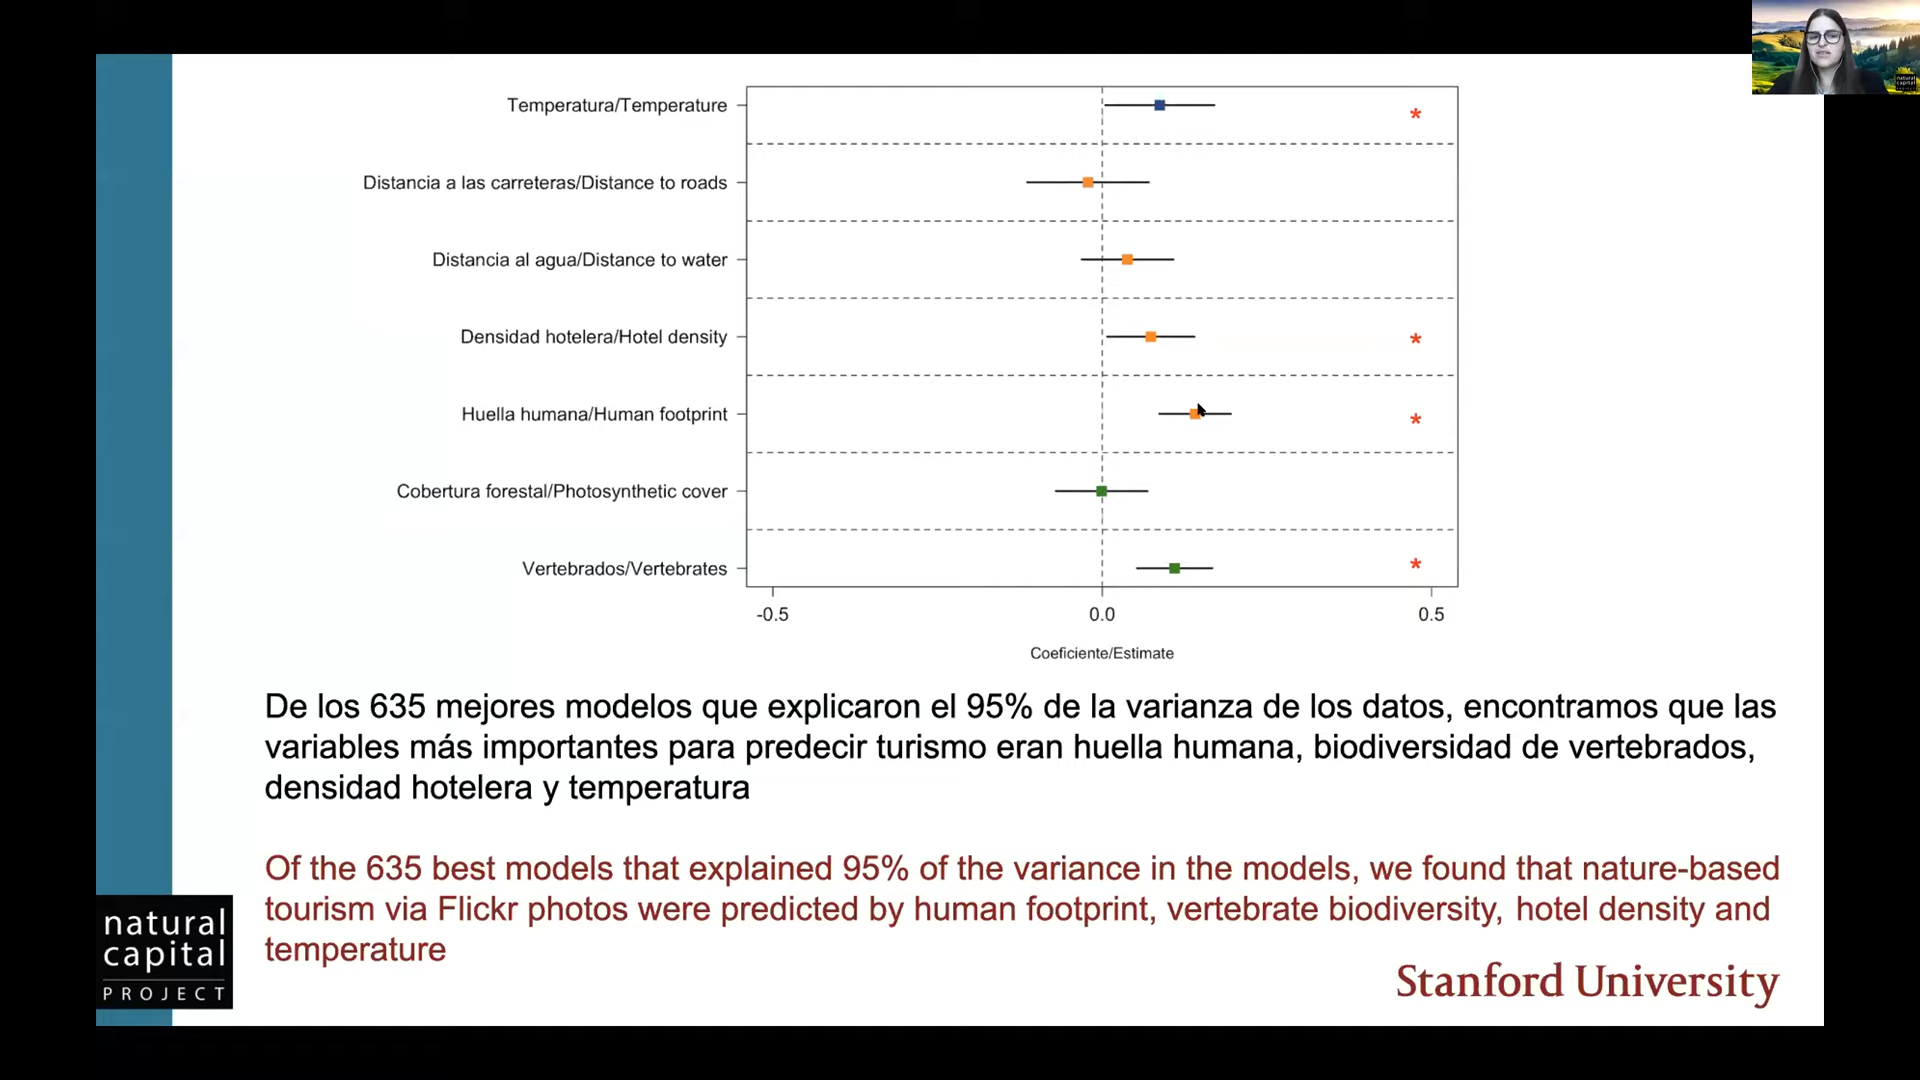 Temperatura/Temperature
*
Distancia a las carreteras/Distance to roads
Distancia al agua/Distance to water
Densidad hotelera/Hotel density
*
Huella humana/Human footprint
*
Cobertura forestal/Photosynthetic cover
Vertebrados/Vertebrates
*
-0.5
0.0
0.5
Coeficiente/Estimate
De los 635 mejores modelos que explicaron el 95% de la varianza de los datos, encontramos que las
variables más importantes para predecir turismo eran huella humana, biodiversidad de vertebrados,
densidad hotelera y temperatura
Of the 635 best models that explained 95% of the variance in the models, we found that nature-based
tourism via Flickr photos were predicted by human footprint, vertebrate biodiversity, hotel density and
temperature
natural
capital
PROJECT
Stanford University
natural
capital